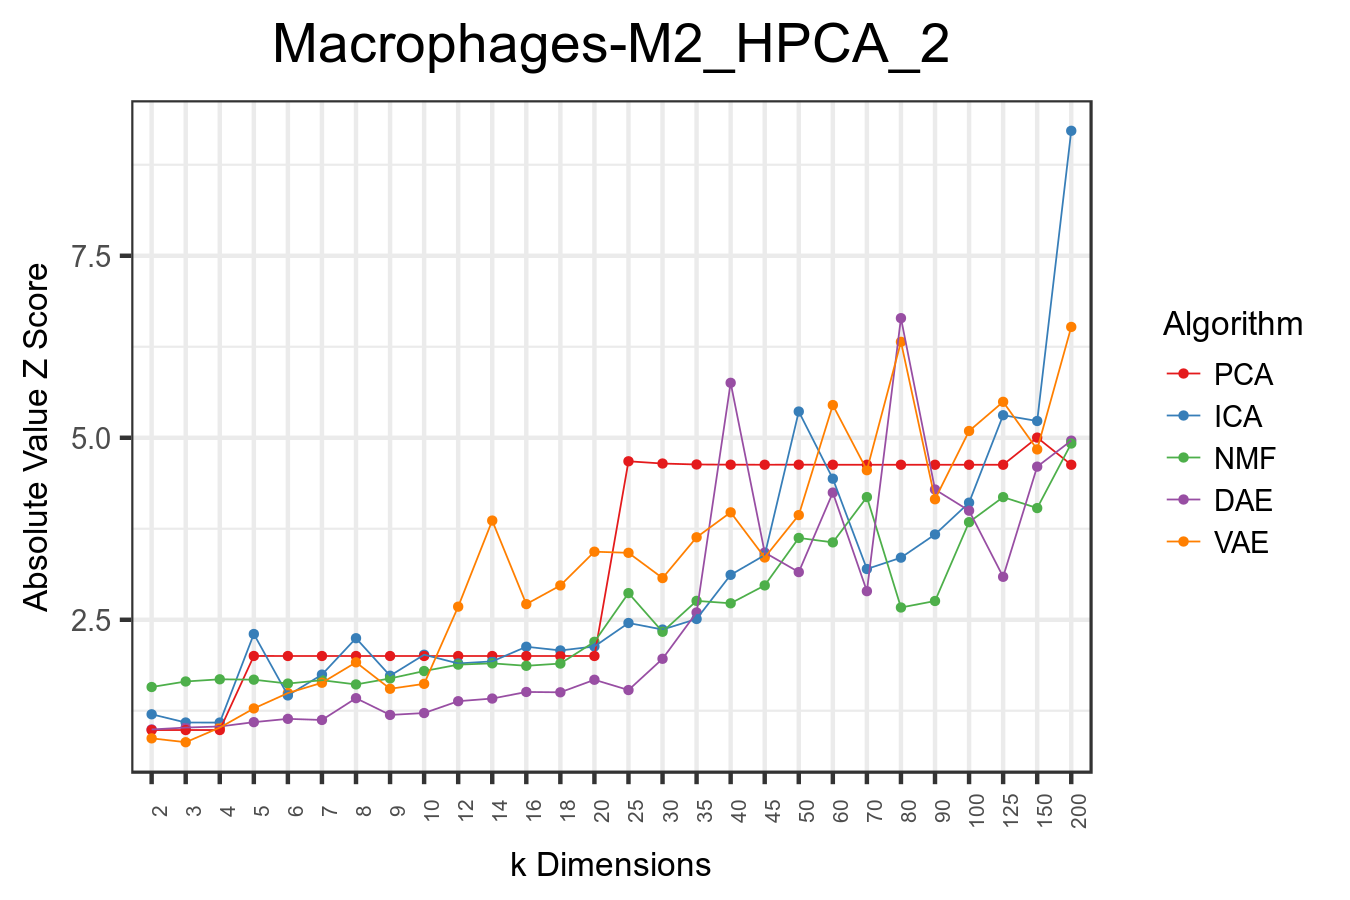 Macrophages-M2_HPCA_2
Absolute Value Z Score
7.5
5.0
2.5
2 3 4 5 6 7 8 9 10 12 14 16 18 20 25 30 35 40 45 50 60 70 80 90 100 125 150 200
k Dimensions
Algorithm
PCA
ICA
NMF
DAE
VAE